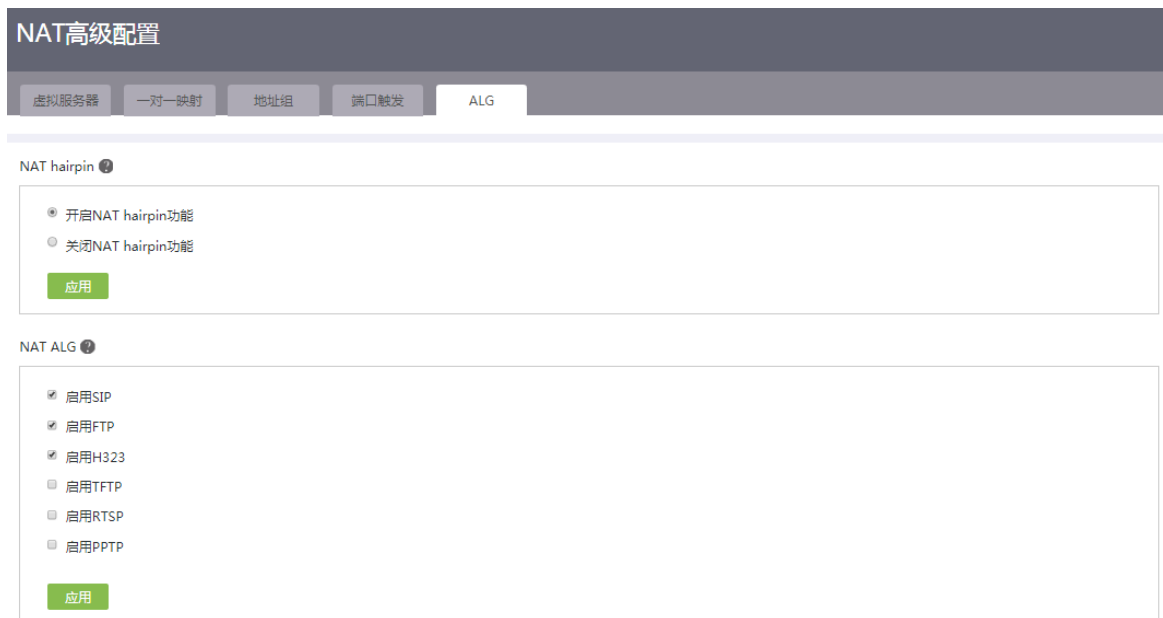 NAT高级配置
虚拟服务器 一对一映射 地址组 端口触发 ALG
NAT hairpin ?
开启NAT hairpin功能
关闭NAT hairpin功能
应用
NAT ALG ?
启用SIP
启用FTP
启用H323
启用TFTP
启用RTSP
启用PPTP
应用